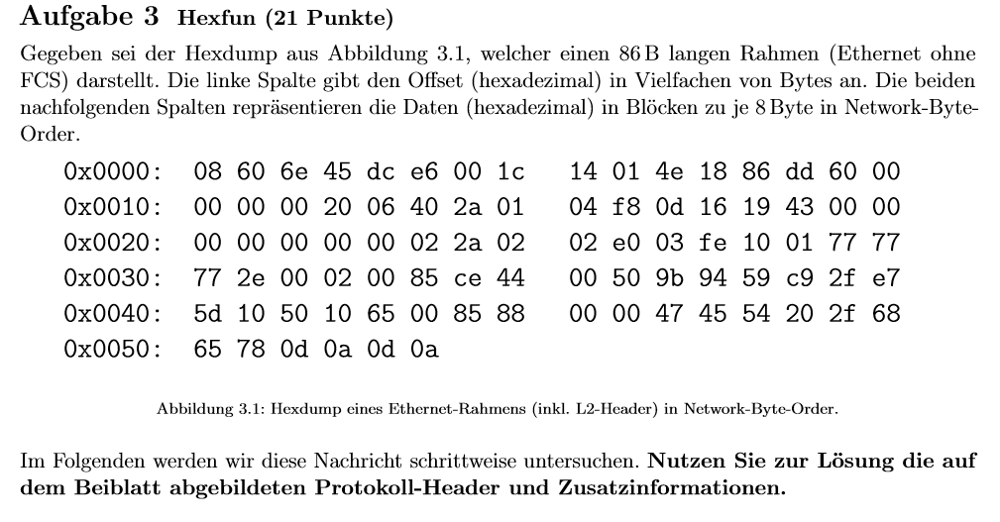 Aufgabe 3 Hexfun (21 Punkte)
Gegeben sei der Hexdump aus Abbildung 3.1, welcher einen 86 B langen Rahmen (Ethernet ohne
FCS) darstellt. Die linke Spalte gibt den Offset (hexadezimal) in Vielfachen von Bytes an. Die beiden
nachfolgenden Spalten repräsentieren die Daten (hexadezimal) in Blöcken zu je 8 Byte in Network-Byte-
Order.
0x0000: 08 60 6e 45 dc e6 00 1c 14 01 4e 18 86 dd 60 00
0x0010: 00 00 00 20 06 40 2a 01 04 f8 0d 16 19 43 00 00
0x0020: 00 00 00 00 00 02 2a 02 02 e0 03 fe 10 01 77 77
0x0030: 77 2e 00 02 00 85 ce 44 00 50 9b 94 59 c9 2f e7
0x0040: 5d 10 50 10 65 00 85 88 00 00 47 45 54 20 2f 68
0x0050: 65 78 0d 0a 0d 0a
Abbildung 3.1: Hexdump eines Ethernet-Rahmens (inkl. L2-Header) in Network-Byte-Order.
Im Folgenden werden wir diese Nachricht schrittweise untersuchen. Nutzen Sie zur Lösung die auf
dem Beiblatt abgebildeten Protokoll-Header und Zusatzinformationen.